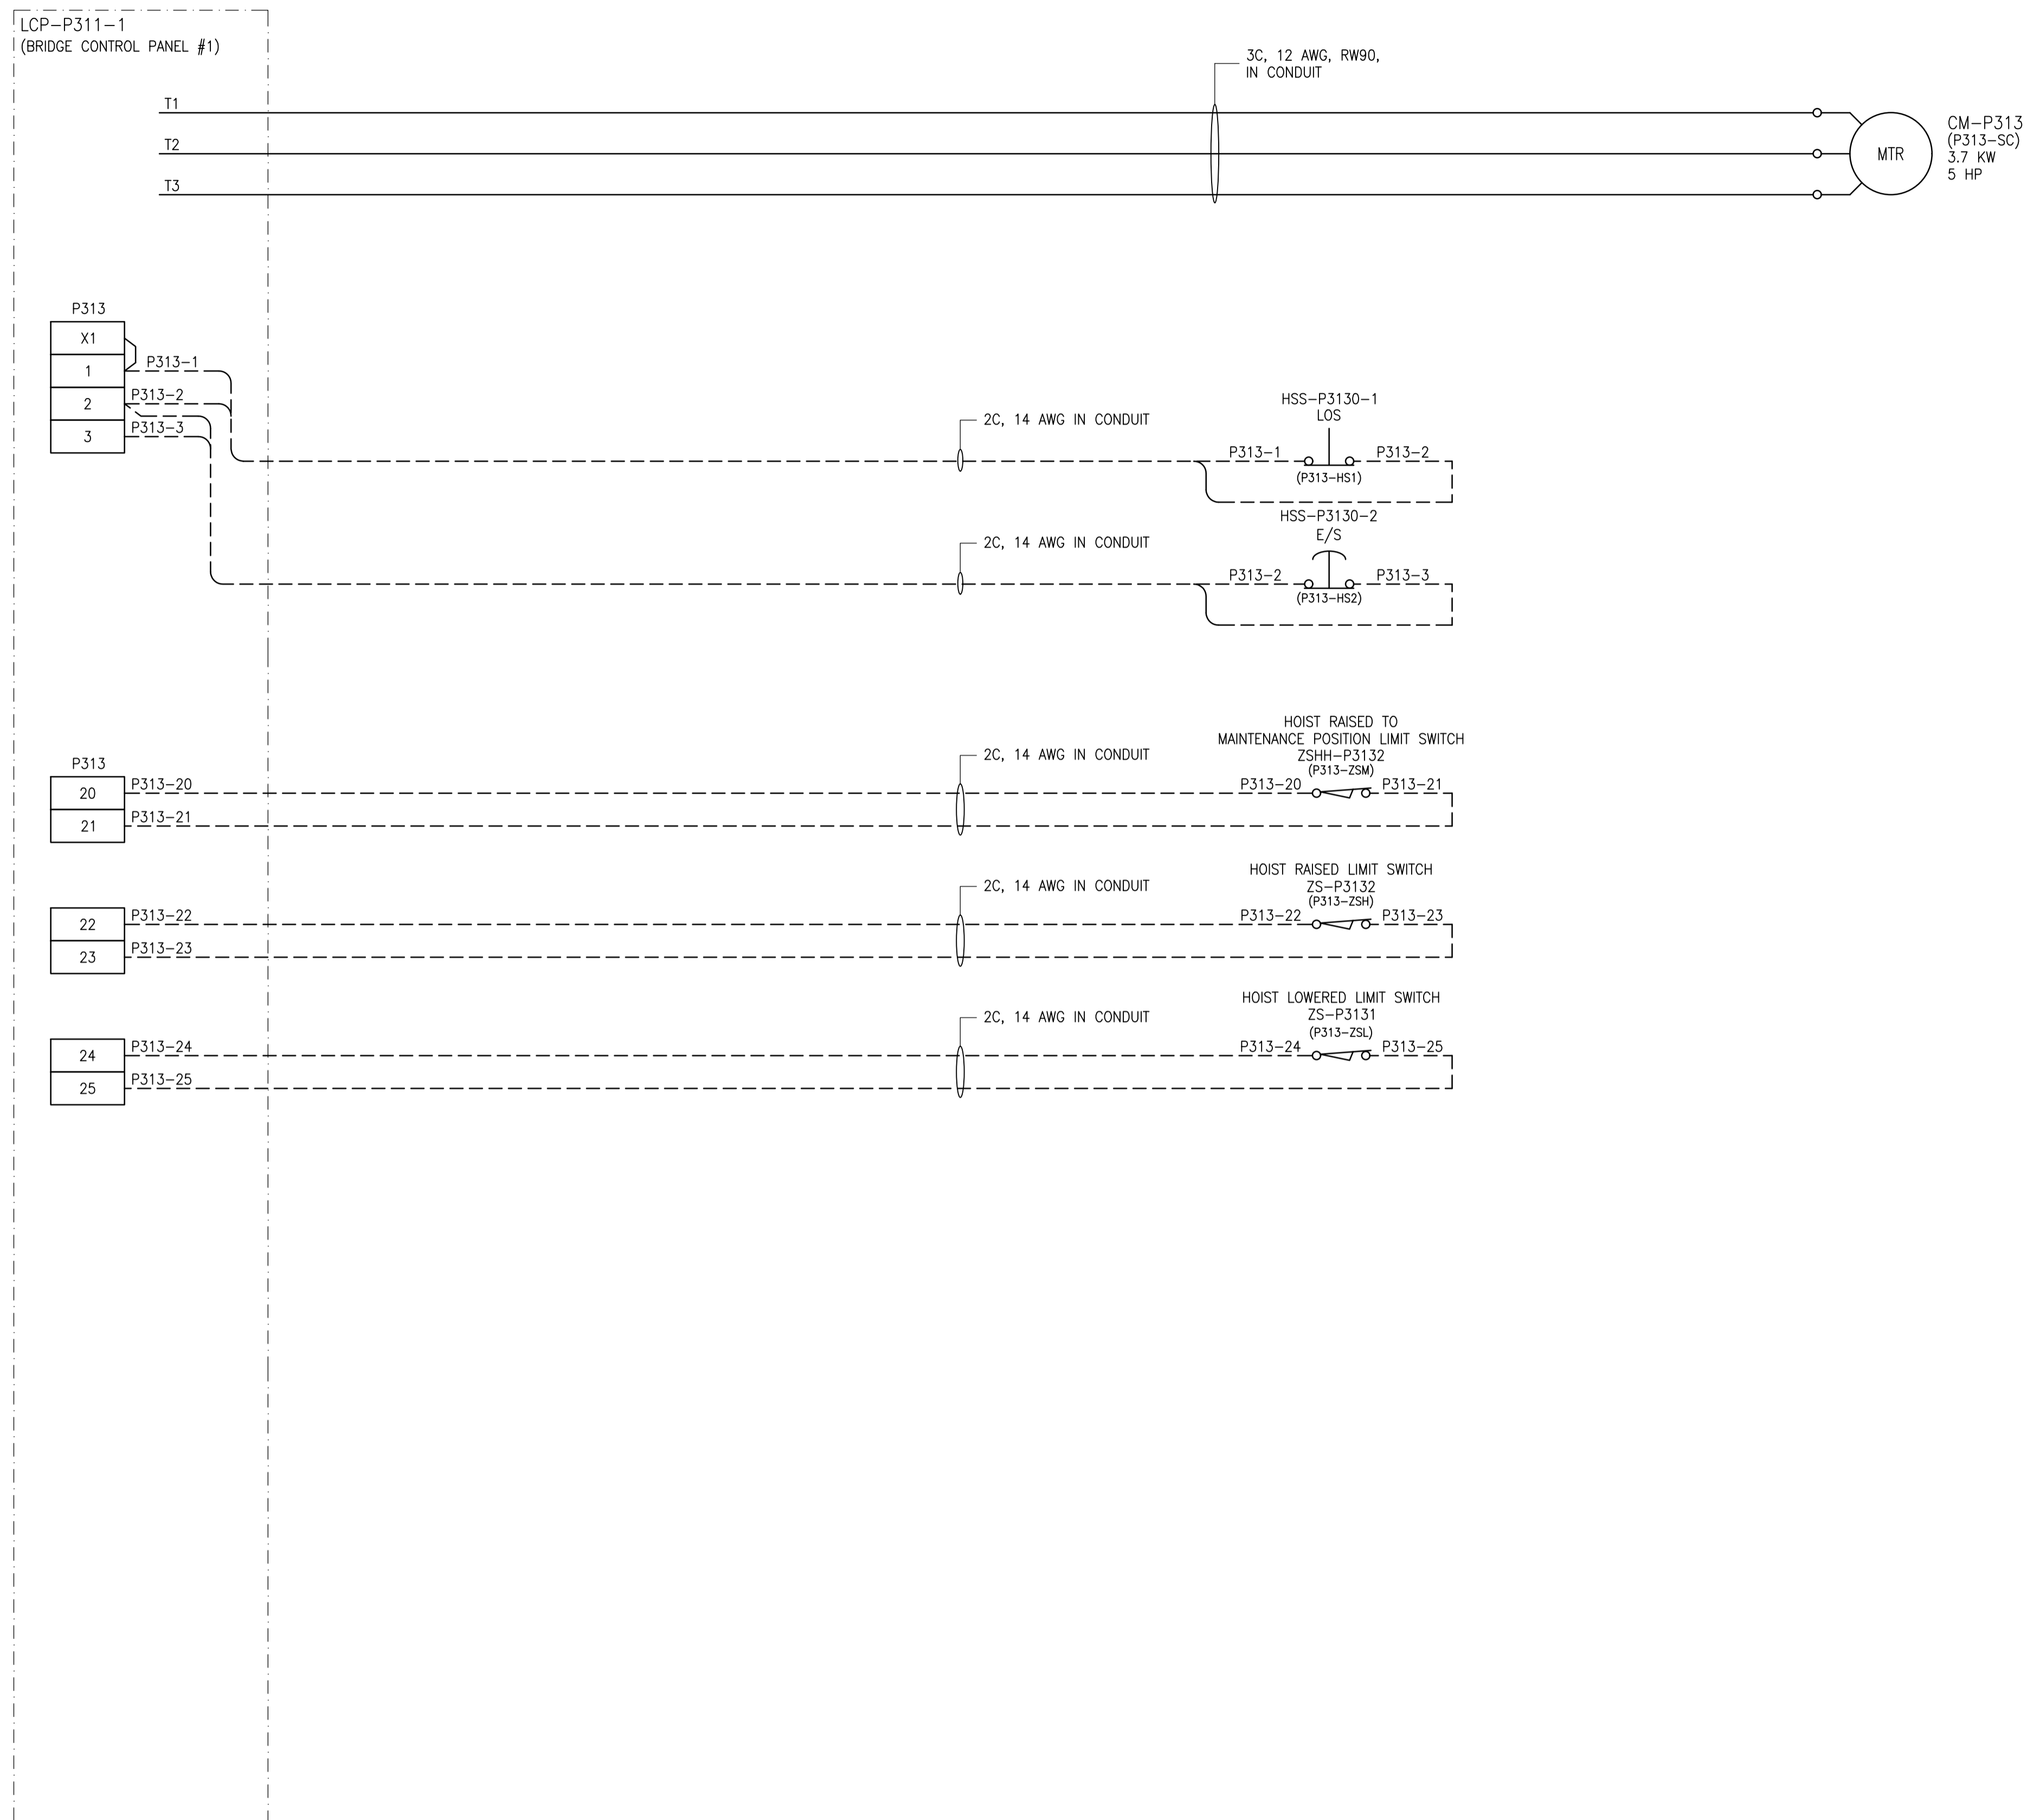 LCP-P311-1
(BRIDGE CONTROL PANEL #1)
3C, 12 AWG, RW90,
IN CONDUIT
T1
T2
T3
MTR
CM-P313
(P313-SC)
3.7 KW
5 HP
P313
X1
1
2
3
P313-1
P313-2
P313-3
2C, 14 AWG IN CONDUIT
HSS-P3130-1
LOS
P313-1
P313-2
(P313-HS1)
2C, 14 AWG IN CONDUIT
HSS-P3130-2
E/S
P313-2
P313-3
(P313-HS2)
P313
20
21
P313-20
P313-21
2C, 14 AWG IN CONDUIT
HOIST RAISED TO
MAINTENANCE POSITION LIMIT SWITCH
ZSHH-P3132
(P313-ZSM)
P313-20
P313-21
22
23
P313-22
P313-23
2C, 14 AWG IN CONDUIT
HOIST RAISED LIMIT SWITCH
ZS-P3132
(P313-ZSH)
P313-22
P313-23
24
25
P313-24
P313-25
2C, 14 AWG IN CONDUIT
HOIST LOWERED LIMIT SWITCH
ZS-P3131
(P313-ZSL)
P313-24
P313-25